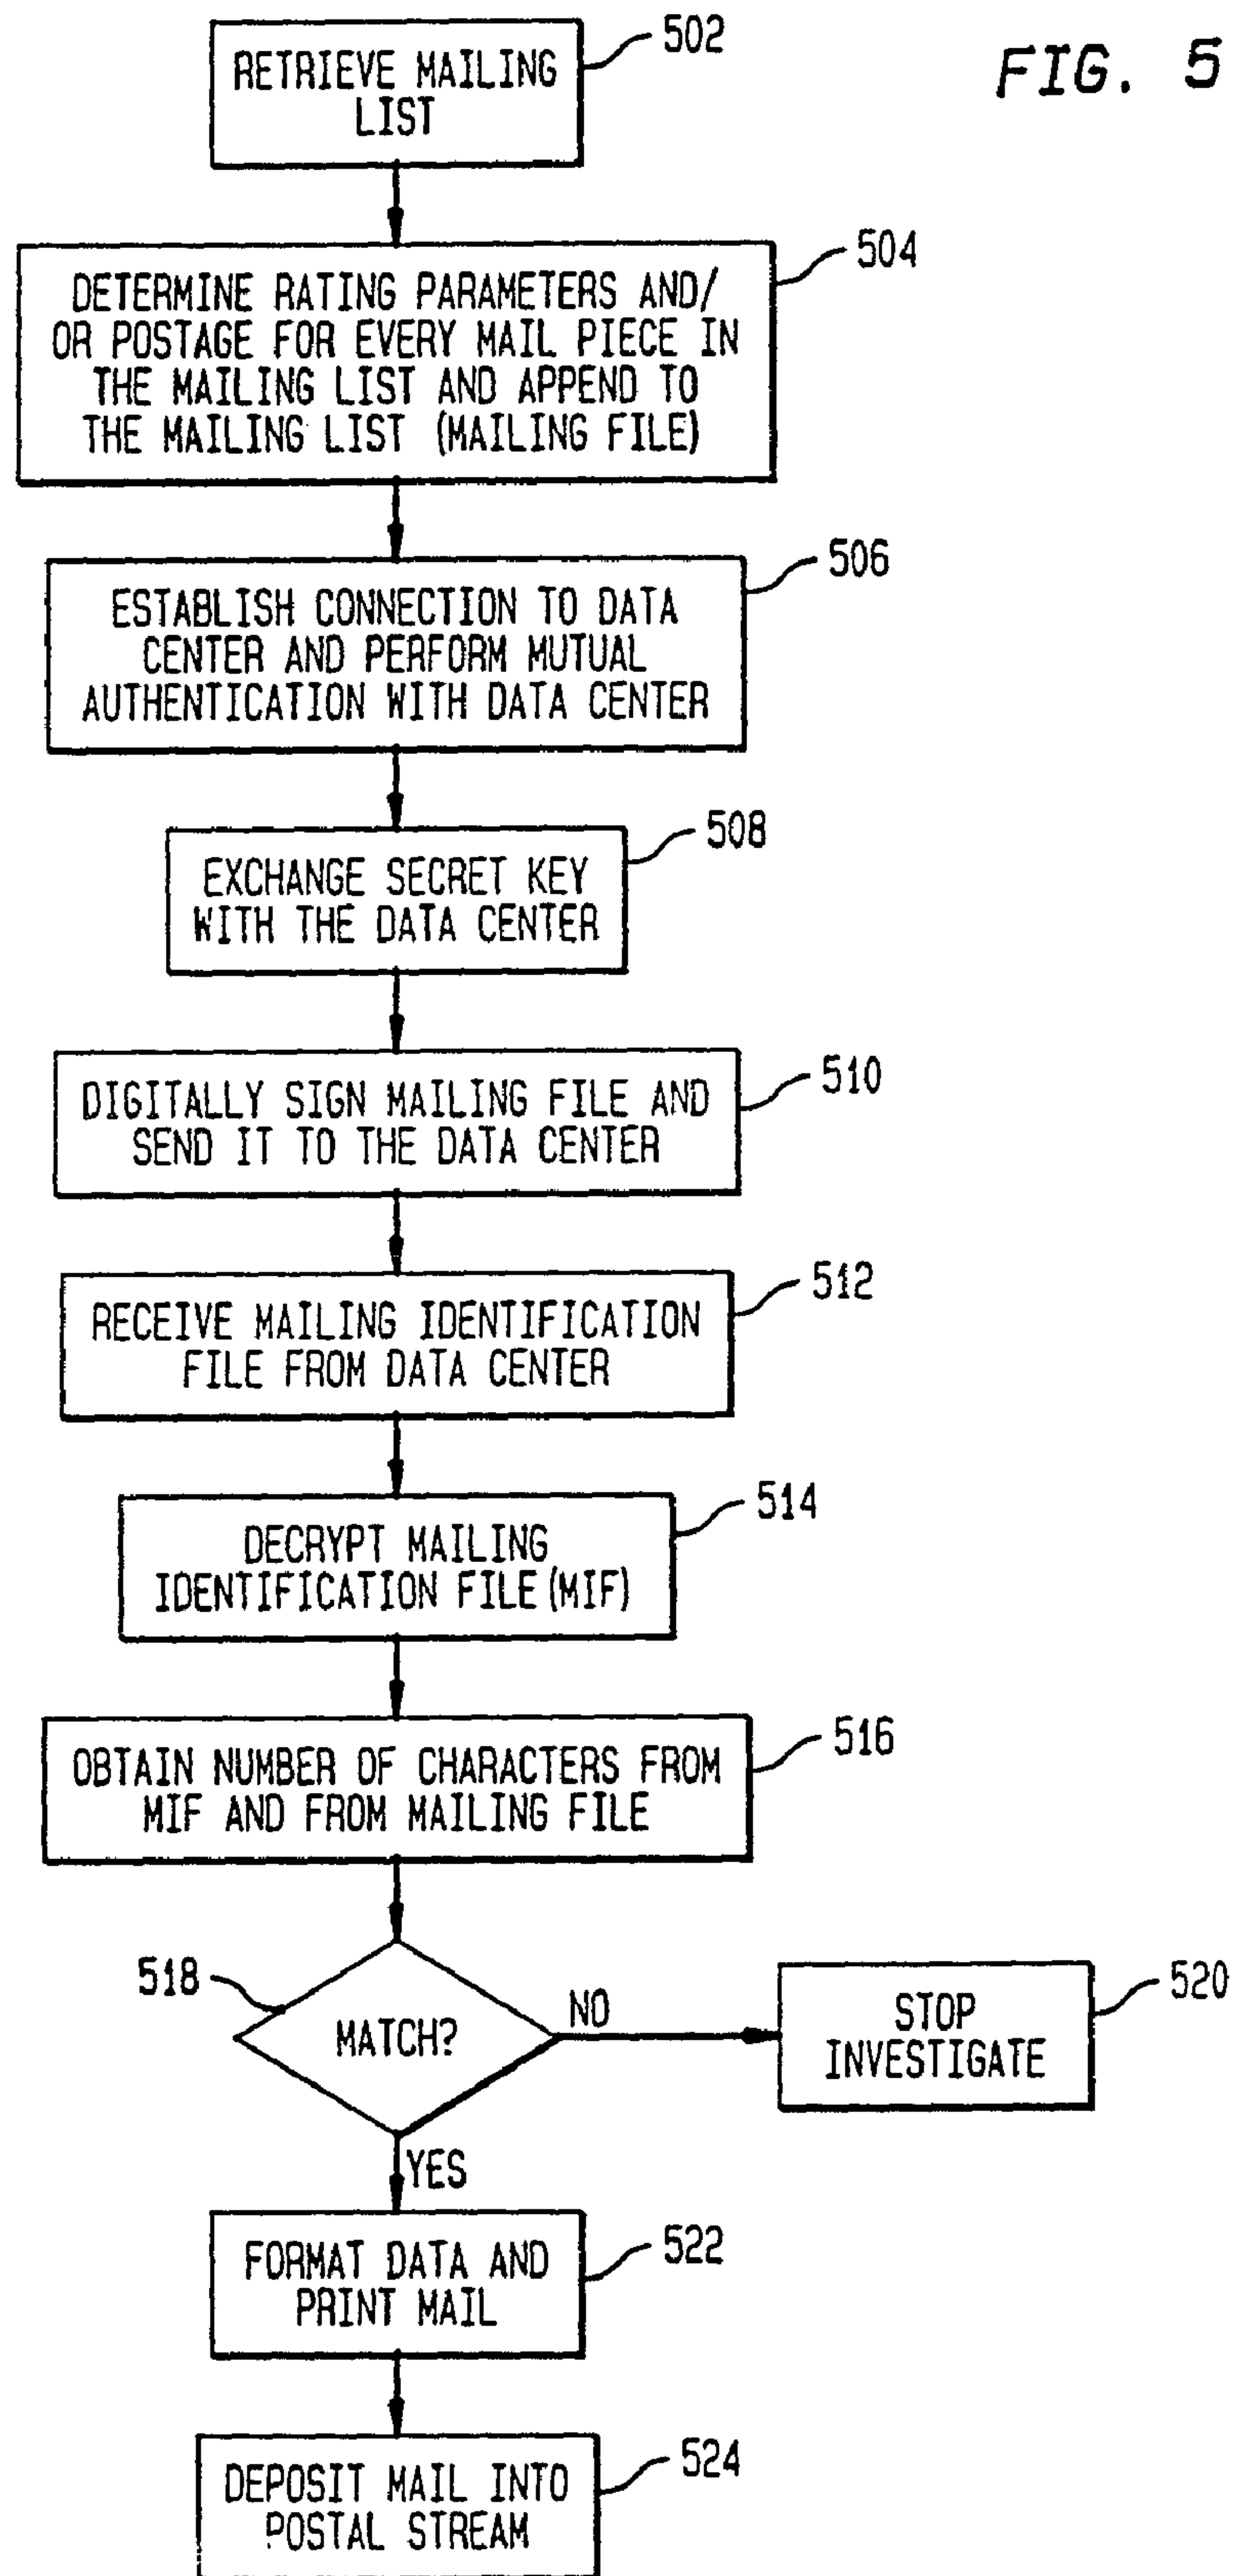 FIG. 5
502
RETRIEVE MAILING
LIST
504
DETERMINE RATING PARAMETERS AND/
OR POSTAGE FOR EVERY MAIL PIECE IN
THE MAILING LIST AND APPEND TO
THE MAILING LIST (MAILING FILE)
506
ESTABLISH CONNECTION TO DATA
CENTER AND PERFORM MUTUAL
AUTHENTICATION WITH DATA CENTER
508
EXCHANGE SECRET KEY
WITH THE DATA CENTER
510
DIGITALLY SIGN MAILING FILE AND
SEND IT TO THE DATA CENTER
512
RECEIVE MAILING IDENTIFICATION
FILE FROM DATA CENTER
514
DECRYPT MAILING
IDENTIFICATION FILE (MIF)
516
OBTAIN NUMBER OF CHARACTERS FROM
MIF AND FROM MAILING FILE
518
MATCH?
NO
520
STOP
INVESTIGATE
YES
522
FORMAT DATA AND
PRINT MAIL
524
DEPOSIT MAIL INTO
POSTAL STREAM